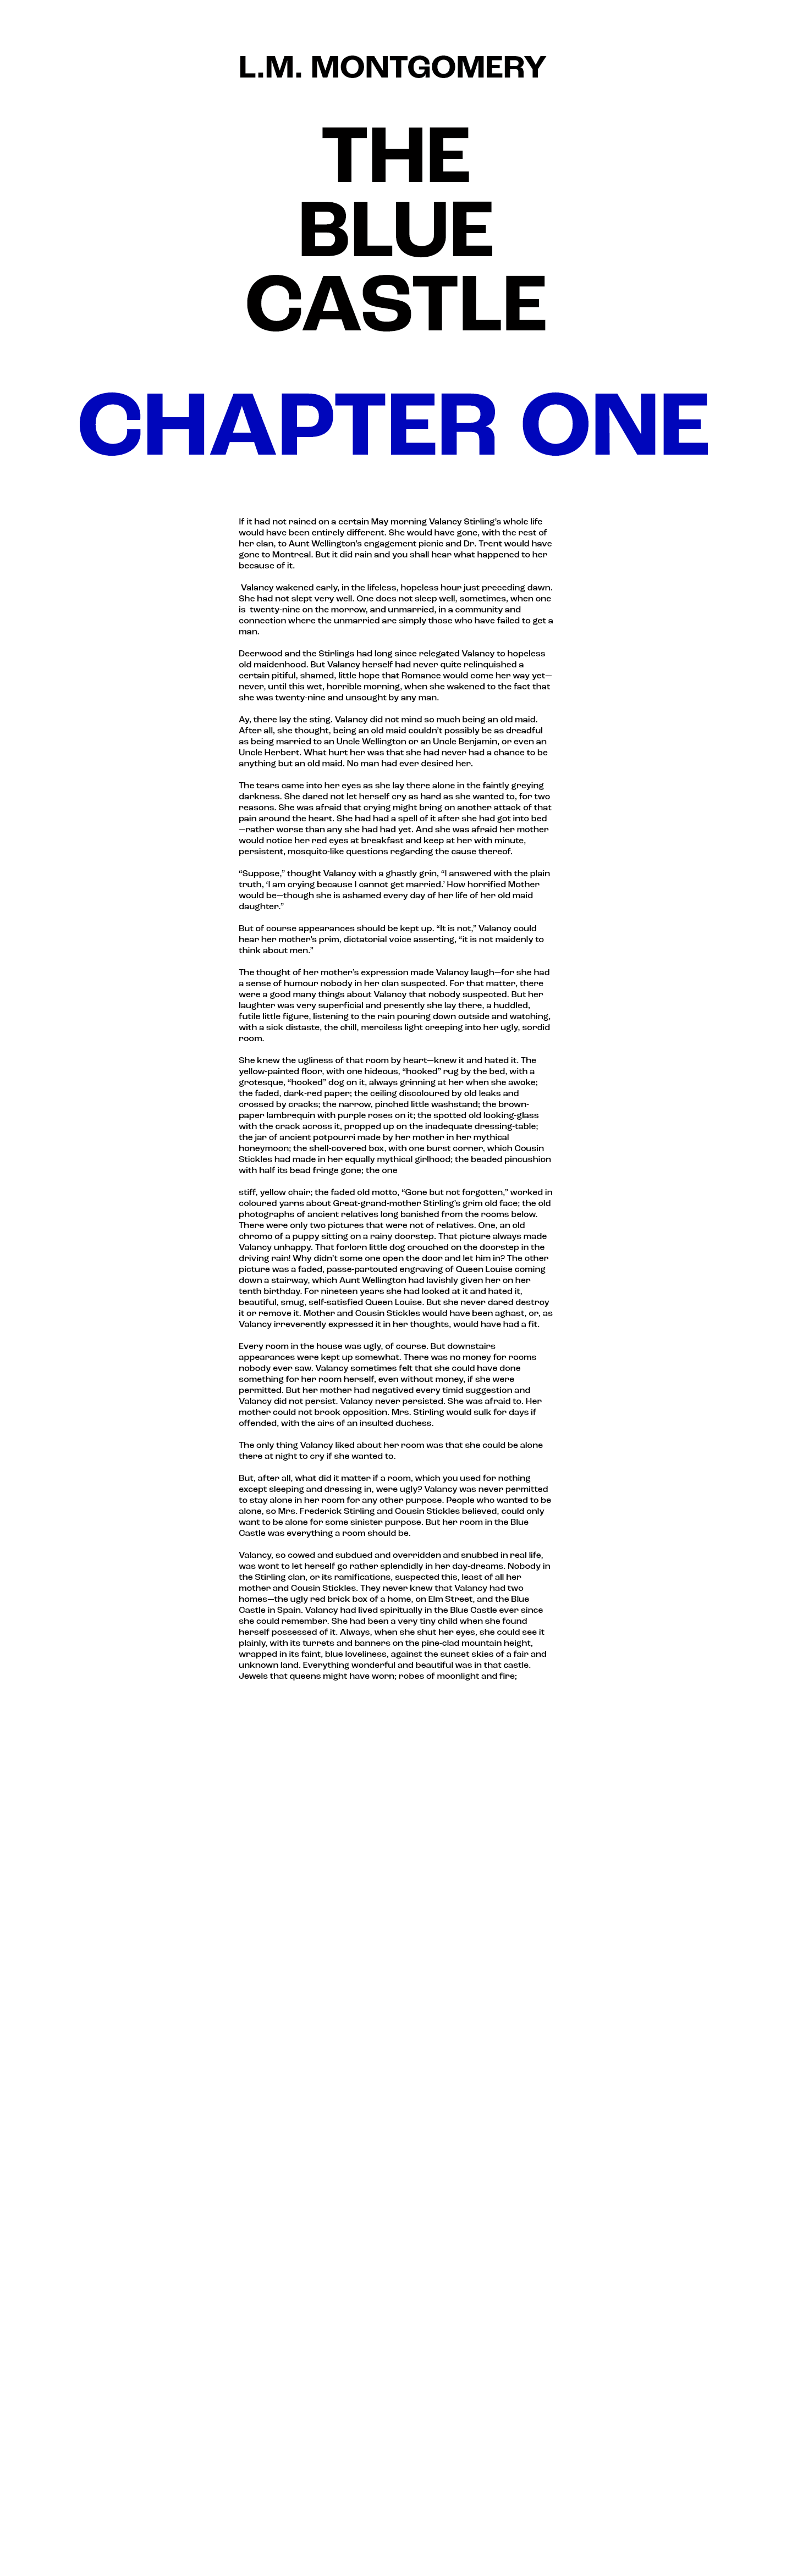 L.M. MONTGOMERY
THE
BLUE
CASTLE
CHAPTER ONE
If it had not rained on a certain May morning Valancy Stirling’s whole life
would have been entirely different. She would have gone, with the rest of
her clan, to Aunt Wellington’s engagement picnic and Dr. Trent would have
gone to Montreal. But it did rain and you shall hear what happened to her
because of it.
Valancy wakened early, in the lifeless, hopeless hour just preceding dawn.
She had not slept very well. One does not sleep well, sometimes, when one
is twenty-nine on the morrow, and unmarried, in a community and
connection where the unmarried are simply those who have failed to get a
man.
Deerwood and the Stirlings had long since relegated Valancy to hopeless
old maidenhood. But Valancy herself had never quite relinquished a
certain pitiful, shamed, little hope that Romance would come her way yet—
never, until this wet, horrible morning, when she wakened to the fact that
she was twenty-nine and unsought by any man.
Ay, there lay the sting. Valancy did not mind so much being an old maid.
After all, she thought, being an old maid couldn’t possibly be as dreadful
as being married to an Uncle Wellington or an Uncle Benjamin, or even an
Uncle Herbert. What hurt her was that she had never had a chance to be
anything but an old maid. No man had ever desired her.
The tears came into her eyes as she lay there alone in the faintly greying
darkness. She dared not let herself cry as hard as she wanted to, for two
reasons. She was afraid that crying might bring on another attack of that
pain around the heart. She had had a spell of it after she had got into bed
—rather worse than any she had had yet. And she was afraid her mother
would notice her red eyes at breakfast and keep at her with minute,
persistent, mosquito-like questions regarding the cause thereof.
“Suppose,” thought Valancy with a ghastly grin, “I answered with the plain
truth, ‘I am crying because I cannot get married.’ How horrified Mother
would be—though she is ashamed every day of her life of her old maid
daughter.”
But of course appearances should be kept up. “It is not,” Valancy could
hear her mother’s prim, dictatorial voice asserting, “it is not maidenly to
think about men.”
The thought of her mother’s expression made Valancy laugh—for she had
a sense of humour nobody in her clan suspected. For that matter, there
were a good many things about Valancy that nobody suspected. But her
laughter was very superficial and presently she lay there, a huddled,
futile little figure, listening to the rain pouring down outside and watching,
with a sick distaste, the chill, merciless light creeping into her ugly, sordid
room.
She knew the ugliness of that room by heart—knew it and hated it. The
yellow-painted floor, with one hideous, “hooked” rug by the bed, with a
grotesque, “hooked” dog on it, always grinning at her when she awoke;
the faded, dark-red paper; the ceiling discoloured by old leaks and
crossed by cracks; the narrow, pinched little washstand; the brown-
paper lambrequin with purple roses on it; the spotted old looking-glass
with the crack across it, propped up on the inadequate dressing-table;
the jar of ancient potpourri made by her mother in her mythical
honeymoon; the shell-covered box, with one burst corner, which Cousin
Stickles had made in her equally mythical girlhood; the beaded pincushion
with half its bead fringe gone; the one
stiff, yellow chair; the faded old motto, “Gone but not forgotten,” worked in
coloured yarns about Great-grand-mother Stirling’s grim old face; the old
photographs of ancient relatives long banished from the rooms below.
There were only two pictures that were not of relatives. One, an old
chromo of a puppy sitting on a rainy doorstep. That picture always made
Valancy unhappy. That forlorn little dog crouched on the doorstep in the
driving rain! Why didn’t some one open the door and let him in? The other
picture was a faded, passe-partouted engraving of Queen Louise coming
down a stairway, which Aunt Wellington had lavishly given her on her
tenth birthday. For nineteen years she had looked at it and hated it,
beautiful, smug, self-satisfied Queen Louise. But she never dared destroy
it or remove it. Mother and Cousin Stickles would have been aghast, or, as
Valancy irreverently expressed it in her thoughts, would have had a fit.
Every room in the house was ugly, of course. But downstairs
appearances were kept up somewhat. There was no money for rooms
nobody ever saw. Valancy sometimes felt that she could have done
something for her room herself, even without money, if she were
permitted. But her mother had negatived every timid suggestion and
Valancy did not persist. Valancy never persisted. She was afraid to. Her
mother could not brook opposition. Mrs. Stirling would sulk for days if
offended, with the airs of an insulted duchess.
The only thing Valancy liked about her room was that she could be alone
there at night to cry if she wanted to.
But, after all, what did it matter if a room, which you used for nothing
except sleeping and dressing in, were ugly? Valancy was never permitted
to stay alone in her room for any other purpose. People who wanted to be
alone, so Mrs. Frederick Stirling and Cousin Stickles believed, could only
want to be alone for some sinister purpose. But her room in the Blue
Castle was everything a room should be.
Valancy, so cowed and subdued and overridden and snubbed in real life,
was wont to let herself go rather splendidly in her day-dreams. Nobody in
the Stirling clan, or its ramifications, suspected this, least of all her
mother and Cousin Stickles. They never knew that Valancy had two
homes—the ugly red brick box of a home, on Elm Street, and the Blue
Castle in Spain. Valancy had lived spiritually in the Blue Castle ever since
she could remember. She had been a very tiny child when she found
herself possessed of it. Always, when she shut her eyes, she could see it
plainly, with its turrets and banners on the pine-clad mountain height,
wrapped in its faint, blue loveliness, against the sunset skies of a fair and
unknown land. Everything wonderful and beautiful was in that castle.
Jewels that queens might have worn; robes of moonlight and fire;